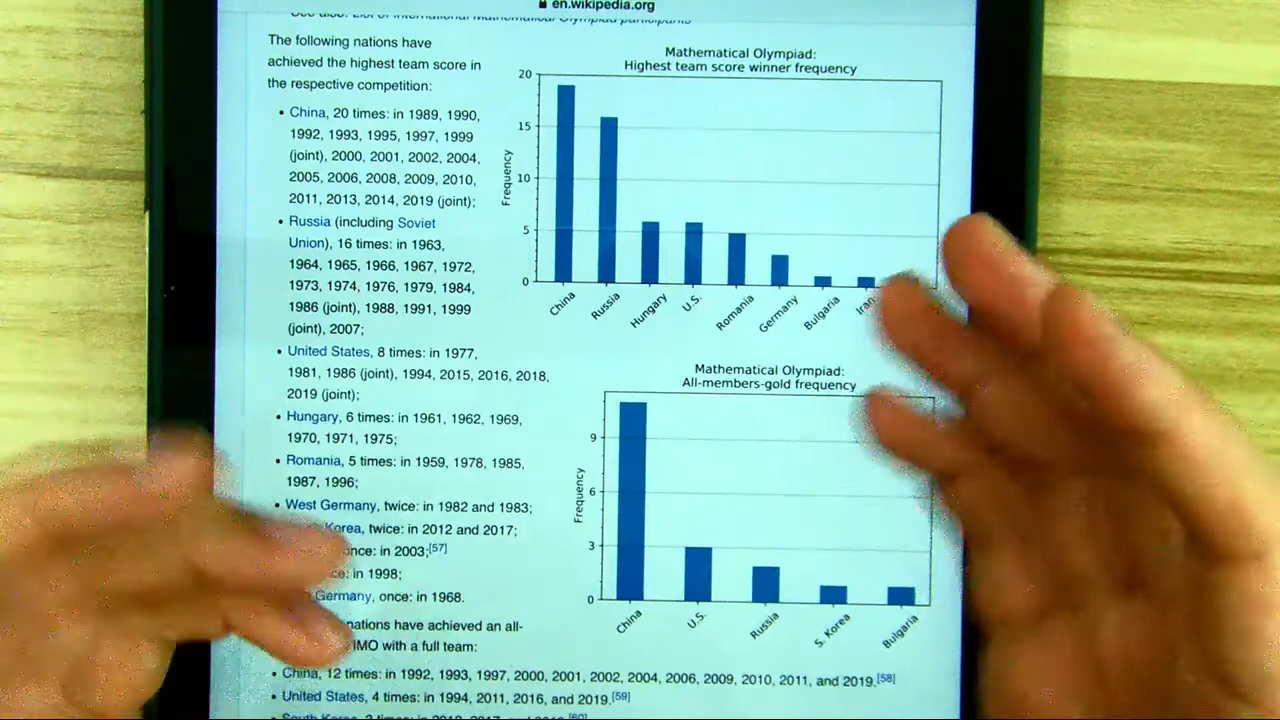 en.wikipedia.org
See also: List of International Mathematical Olympiad participants
The following nations have
achieved the highest team score in
the respective competition:
• China, 20 times: in 1989, 1990,
1992, 1993, 1995, 1997, 1999
(joint), 2000, 2001, 2002, 2004,
2005, 2006, 2008, 2009, 2010,
2011, 2013, 2014, 2019 (joint);
• Russia (including Soviet
Union), 16 times: in 1963,
1964, 1965, 1966, 1967, 1972,
1973, 1974, 1976, 1979, 1984,
1986 (joint), 1988, 1991, 1999
(joint), 2007;
• United States, 8 times: in 1977,
1981, 1986 (joint), 1994, 2015, 2016, 2018,
2019 (joint);
• Hungary, 6 times: in 1961, 1962, 1969,
1970, 1971, 1975;
• Romania, 5 times: in 1959, 1978, 1985,
1987, 1996;
• West Germany, twice: in 1982 and 1983;
Korea, twice: in 2012 and 2017;
once: in 2003;[57]
in 1998;
Germany, once: in 1968.
nations have achieved an all-
IMO with a full team:
• China, 12 times: in 1992, 1993, 1997, 2000, 2001, 2002, 2004, 2006, 2009, 2010, 2011, and 2019.[58]
• United States, 4 times: in 1994, 2011, 2016, and 2019.[59]
Mathematical Olympiad:
Highest team score winner frequency
Frequency
20
15
10
5
0
China
Russia
Hungary
U.S.
Romania
Germany
Bulgaria
Iran
Mathematical Olympiad:
All-members-gold frequency
Frequency
9
6
3
0
China
U.S.
Russia
S. Korea
Bulgaria